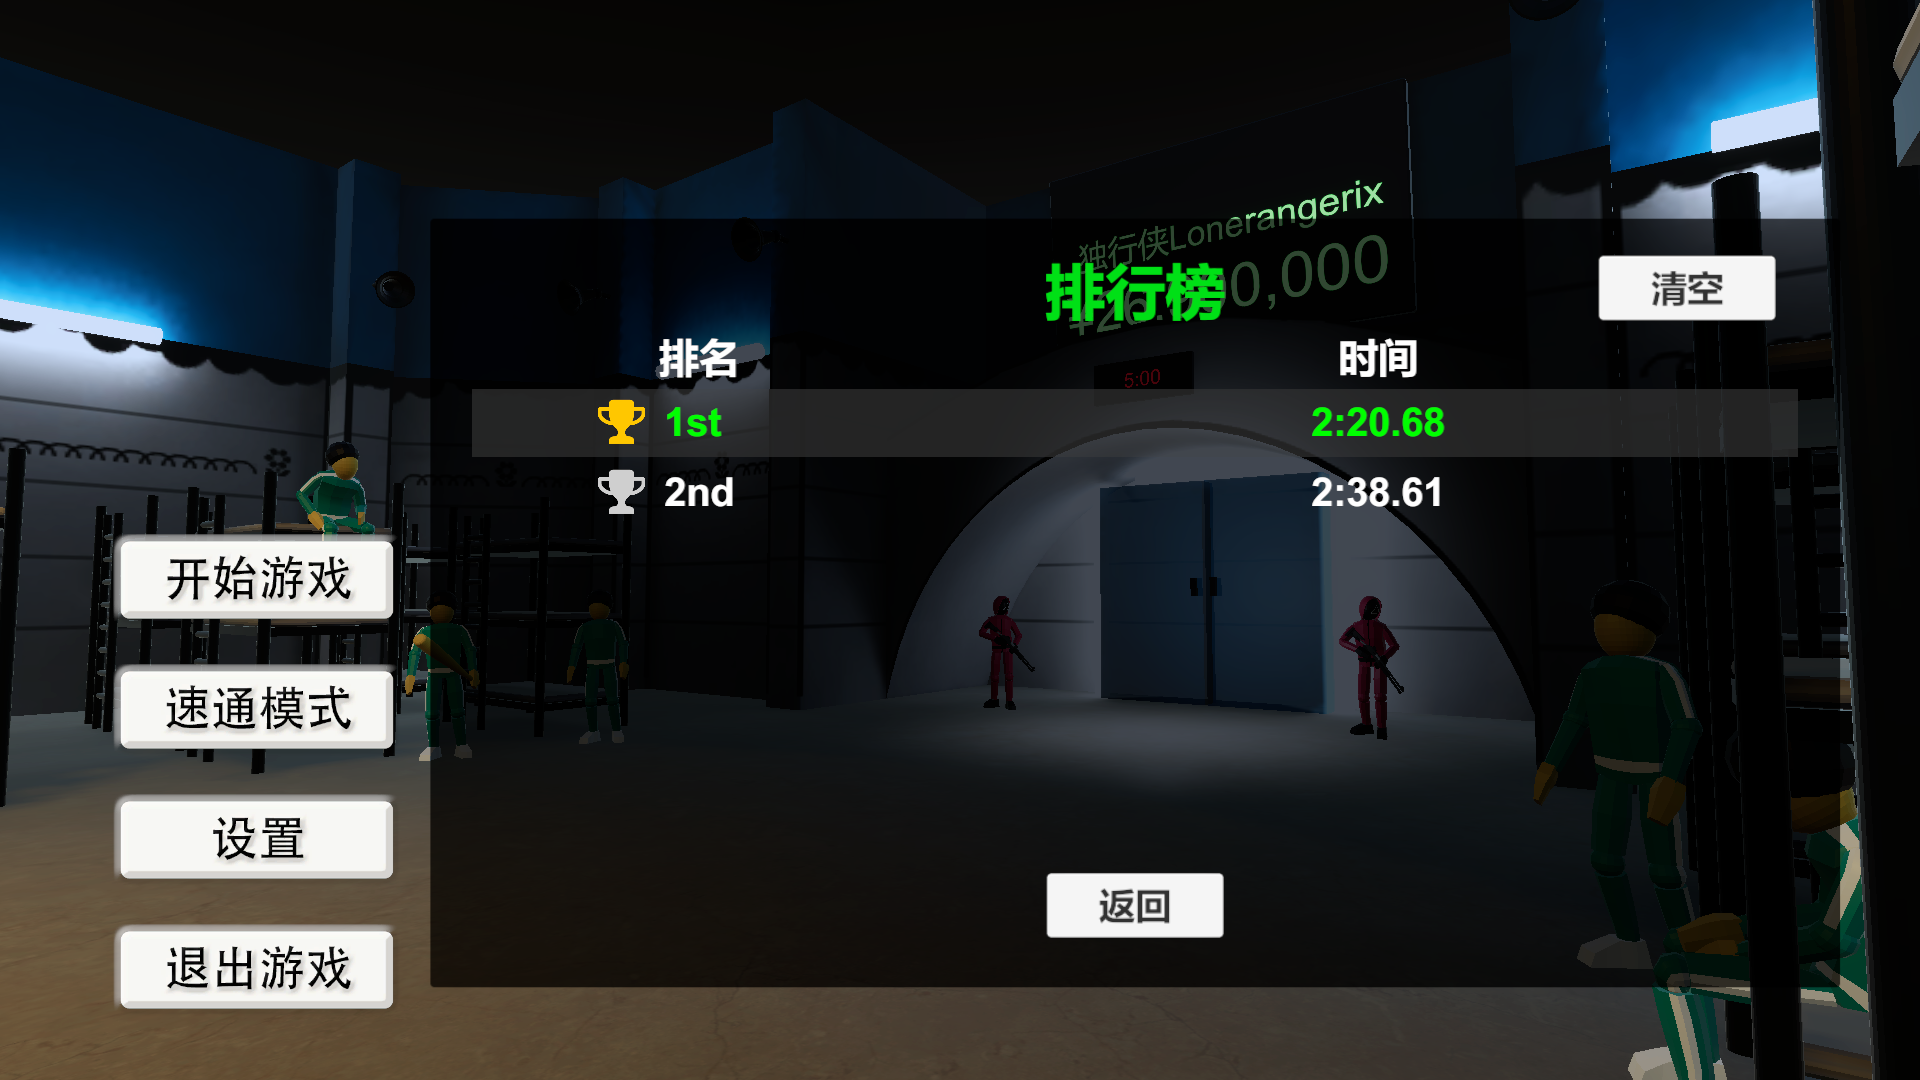 独行侠Lonerangerix
00,000
排行榜
清空
排名 时间
5:00
1st 2:20.68
2nd 2:38.61
开始游戏
速通模式
设置
返回
退出游戏